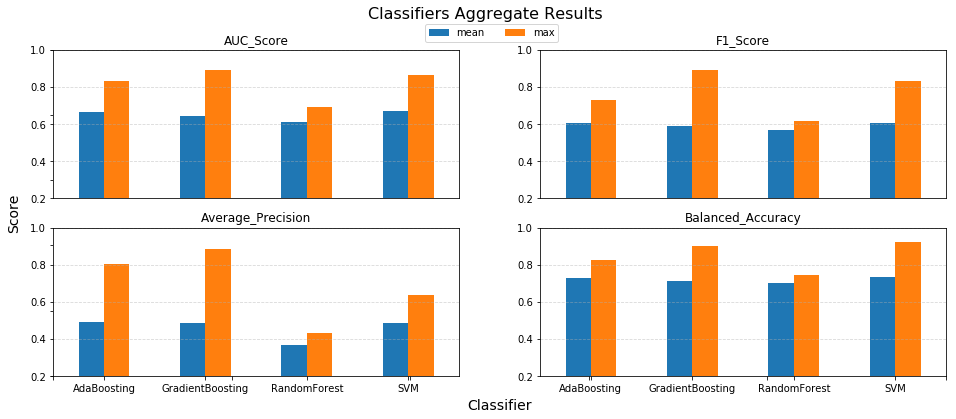 Classifiers Aggregate Results
mean max
AUC_Score
1.0
0.8
0.6
0.4
0.2
F1_Score
1.0
0.8
0.6
0.4
0.2
Score
Average_Precision
1.0
0.8
0.6
0.4
0.2
AdaBoosting GradientBoosting RandomForest SVM
Balanced_Accuracy
1.0
0.8
0.6
0.4
0.2
AdaBoosting GradientBoosting RandomForest SVM
Classifier